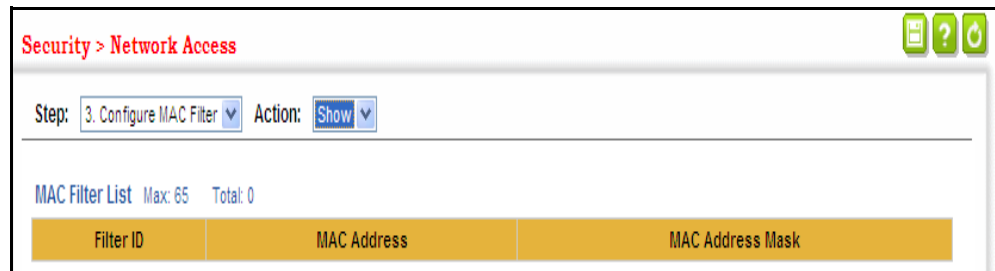 Security > Network Access
?
Step: 3. Configure MAC Filter Action: Show
MAC Filter List Max: 65 Total: 0
Filter ID MAC Address MAC Address Mask